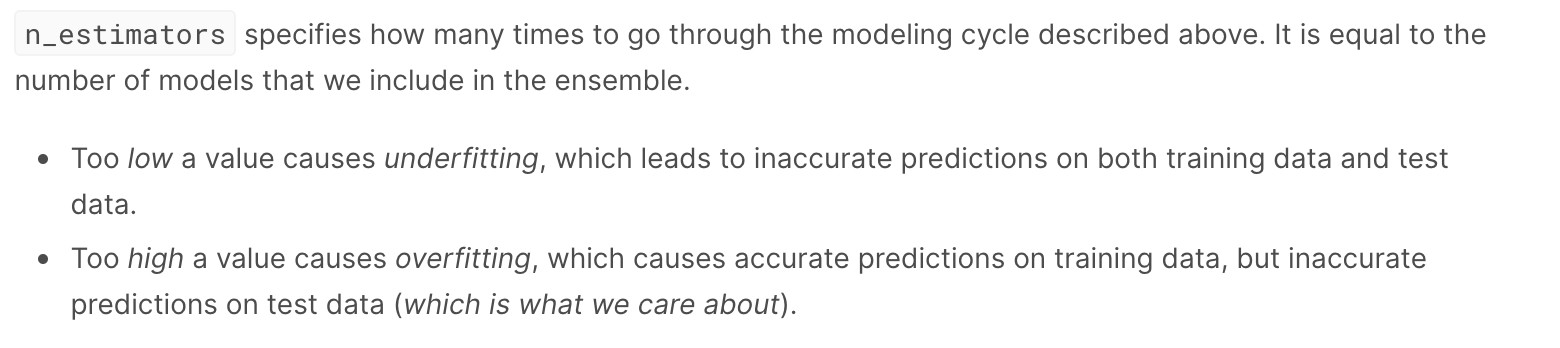 n_estimators specifies how many times to go through the modeling cycle described above. It is equal to the
number of models that we include in the ensemble.
• Too low a value causes underfitting, which leads to inaccurate predictions on both training data and test
data.
• Too high a value causes overfitting, which causes accurate predictions on training data, but inaccurate
predictions on test data (which is what we care about).